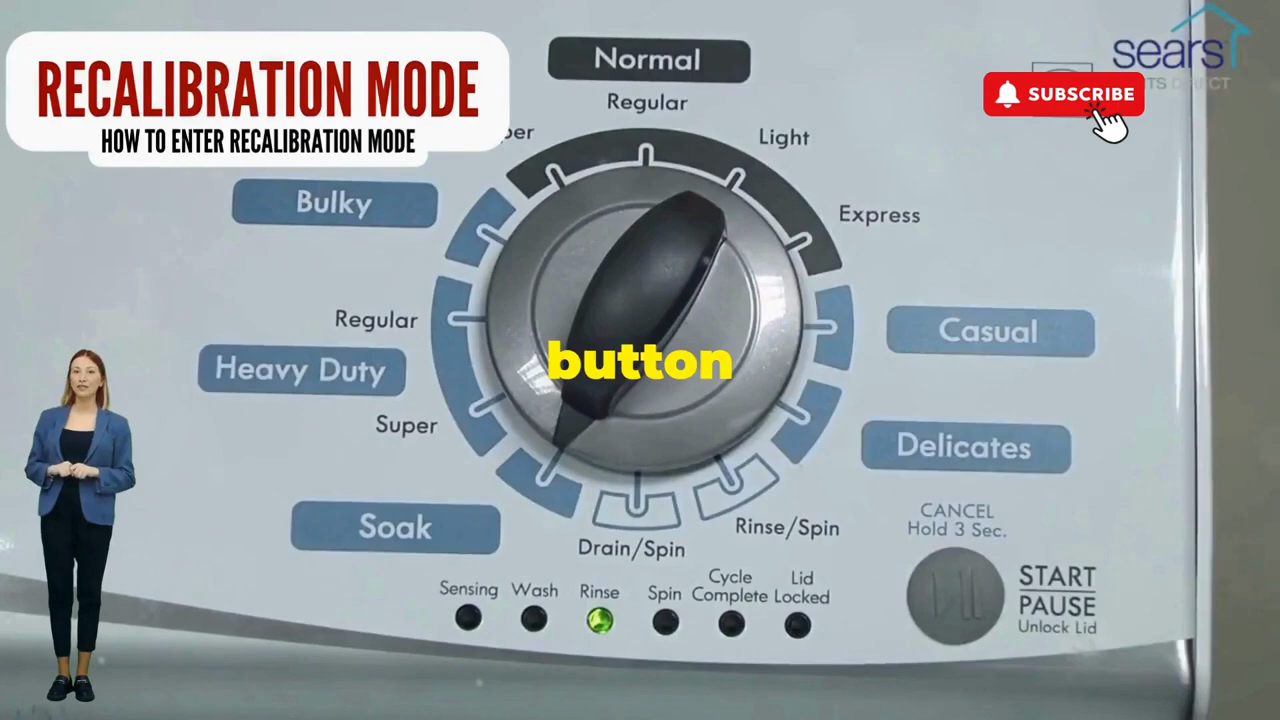 sears
RECALIBRATION MODE
HOW TO ENTER RECALIBRATION MODE
SUBSCRIBE
DIRECT
Normal
Regular
Light
Express
Bulky
Regular
Heavy Duty
Super
Casual
button
Delicates
Soak
Rinse/Spin
Drain/Spin
CANCEL
Hold 3 Sec.
START
PAUSE
Unlock Lid
Sensing
Wash
Rinse
Spin
Cycle
Complete
Lid
Locked